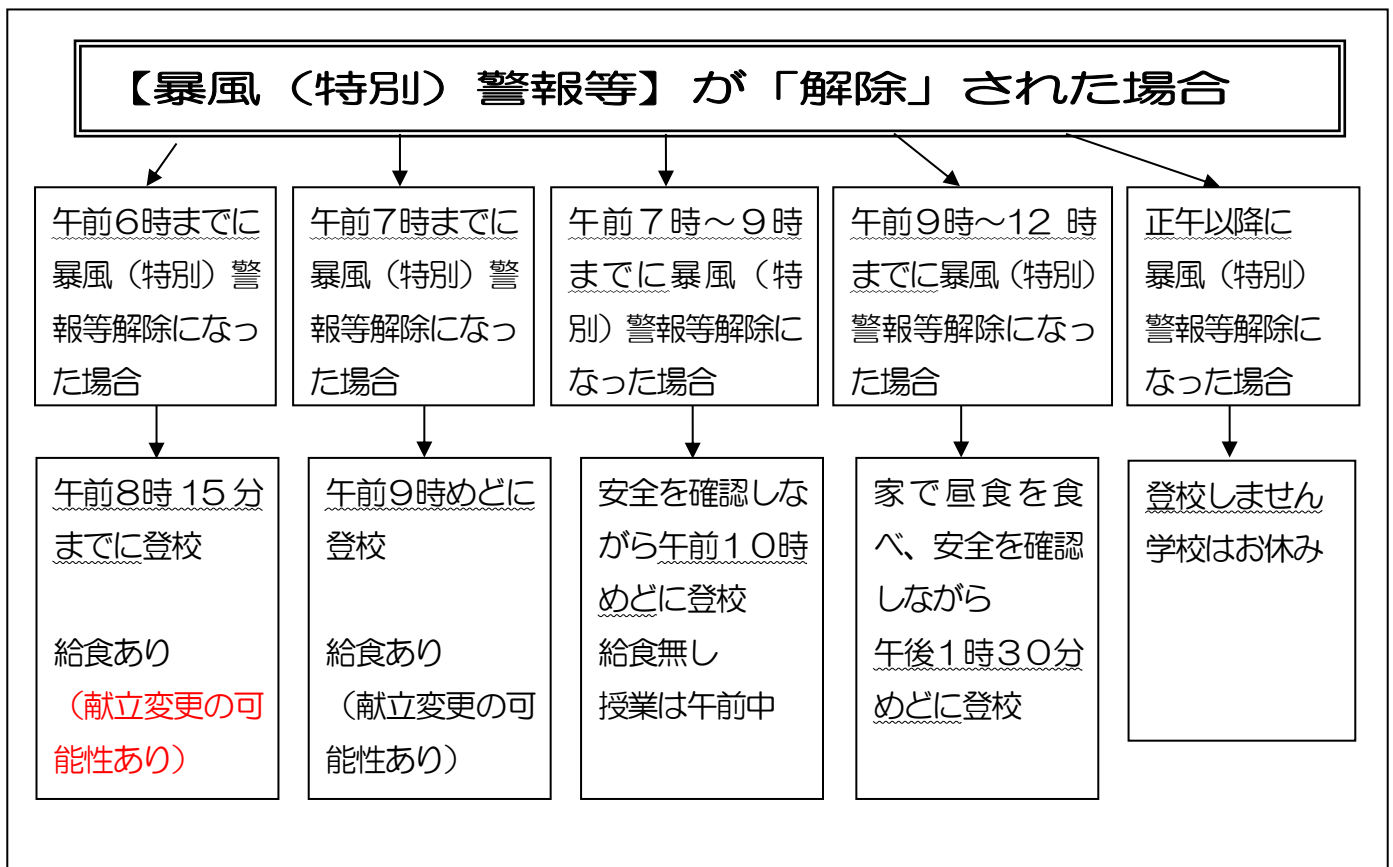 【暴風（特別）警報等】が「解除」された場合
午前６時までに
暴風（特別）警
報等解除になっ
た場合
午前８時15分
までに登校
給食あり
（献立変更の可
能性あり）
午前７時までに
暴風（特別）警
報等解除になっ
た場合
午前９時めどに
登校
給食あり
（献立変更の可
能性あり）
午前７時～９時
までに暴風（特
別）警報等解除に
なった場合
安全を確認しな
がら午前１０時
めどに登校
給食無し
授業は午前中
午前９時～12 時
までに暴風（特別）
警報等解除になっ
た場合
家で昼食を食
べ、安全を確認
しながら
午後１時３０分
めどに登校
正午以降に
暴風（特別）
警報等解除に
なった場合
登校しません
学校はお休み